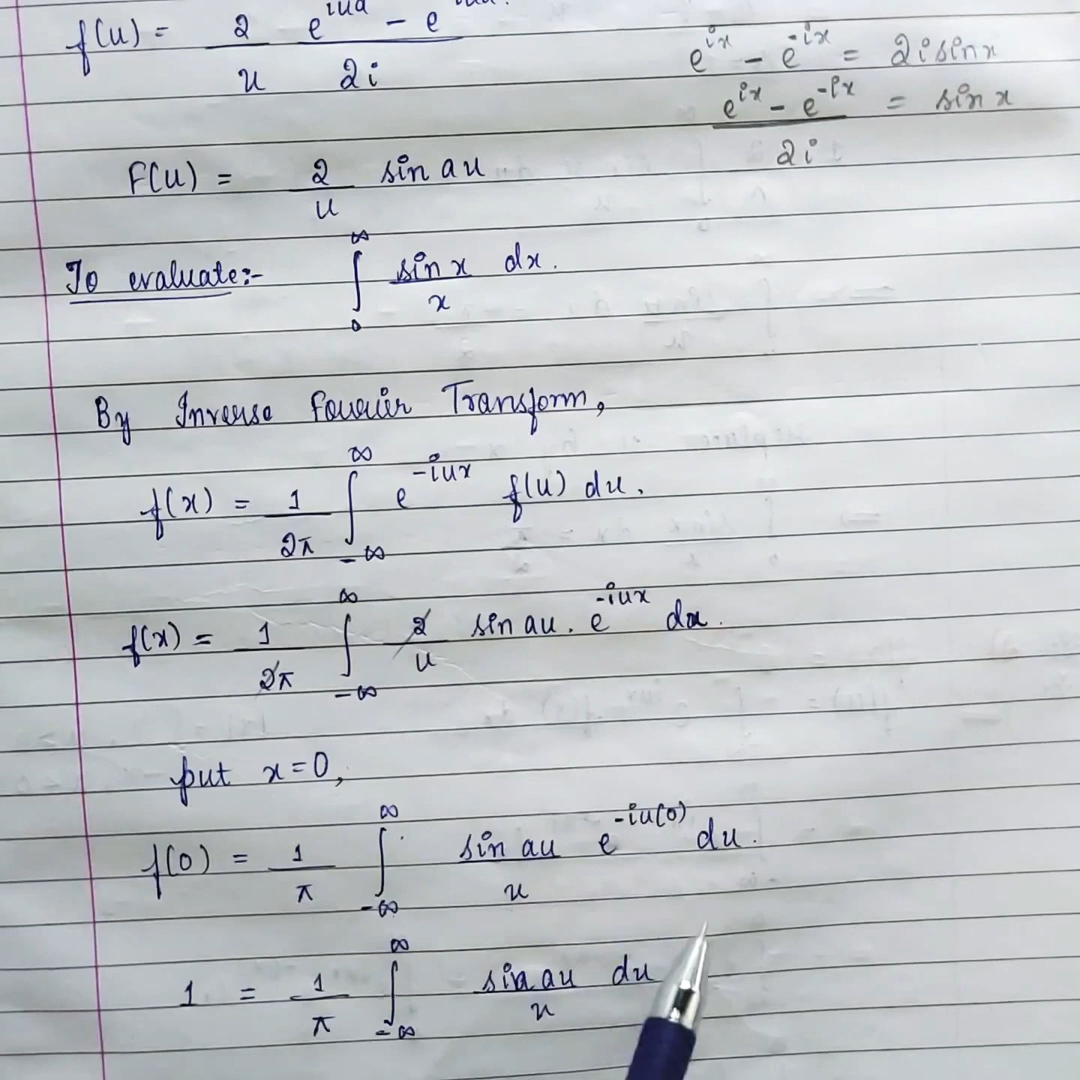 f(u) = 2/u e^{iua} - e / 2i
e^{ix} - e^{-ix} = 2i sinx
e^{ix} - e^{-ix} / 2i = sin x
F(u) = 2/u sin au
To evaluate:- ∫_0^∞ sin x / x dx.
By Inverse Fourier Transform,
f(x) = 1/2π ∫_{-∞}^{∞} e^{-iux} f(u) du.
f(x) = 1/2π ∫_{-∞}^{∞} 2/u sin au. e^{-iux} du.
put x=0,
f(0) = 1/π ∫_{-∞}^{∞} sin au / u e^{-iu(0)} du.
1 = 1/π ∫_{-∞}^{∞} sin au / u du